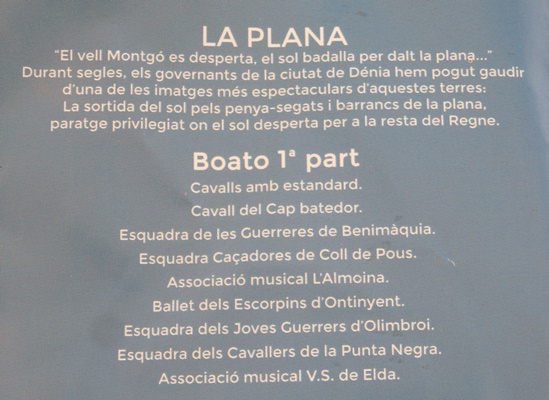 LA PLANA
"El vell Montgó es desperta, el sol badalla per dalt la plana..."
Durant segles, els governants de la ciutat de Dénia hem pogut gaudir
d'una de les imatges més espectaculars d'aquestes terres:
La sortida del sol pels penya-segats i barrancs de la plana,
paratge privilegiat on el sol desperta per a la resta del Regne.
Boato 1ª part
Cavalls amb estandard.
Cavall del Cap batedor.
Esquadra de les Guerreres de Benimàquia.
Esquadra Caçadores de Coll de Pous.
Associació musical L'Almoina.
Ballet dels Escorpins d'Ontinyent.
Esquadra dels Joves Guerrers d'Olimbroi.
Esquadra dels Cavallers de la Punta Negra.
Associació musical V.S. de Elda.